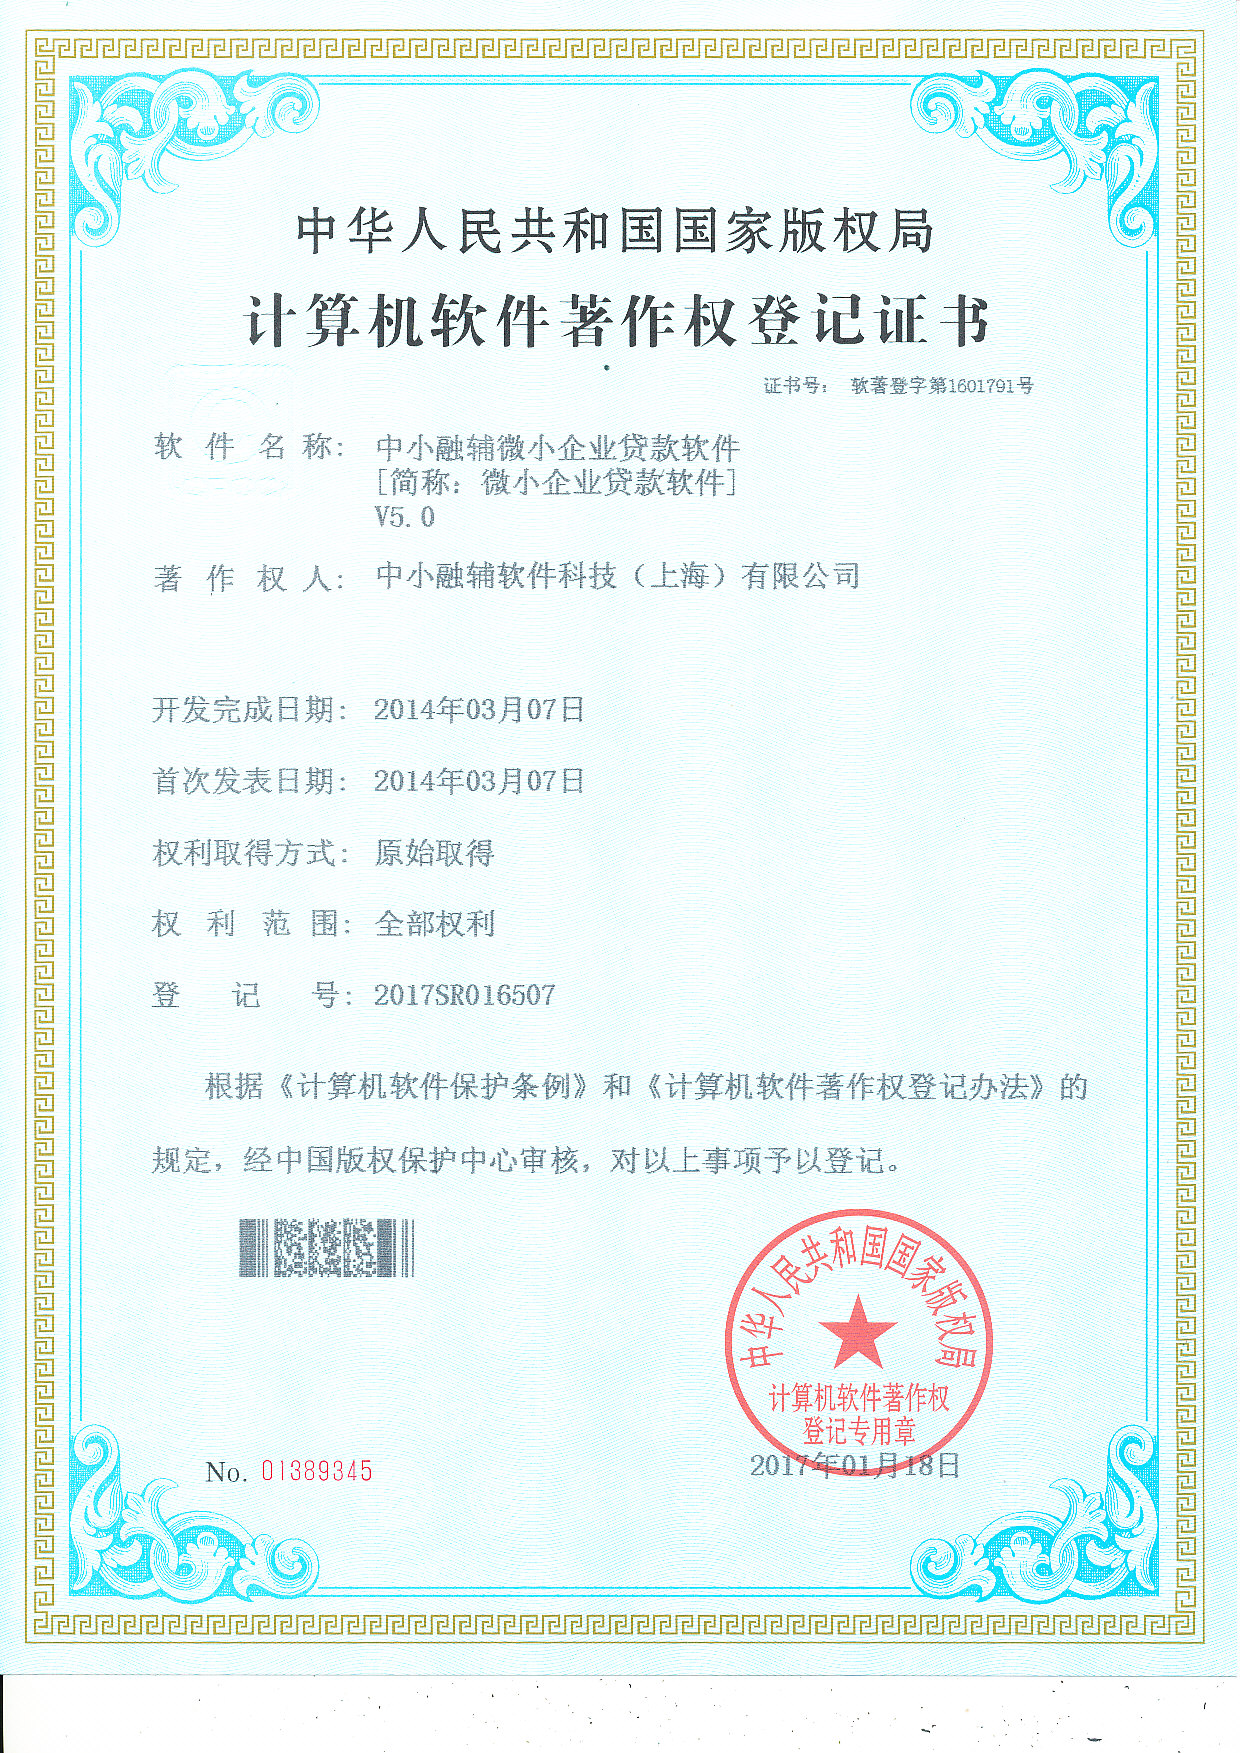 中华人民共和国国家版权局
计算机软件著作权登记证书
证书号： 软著登字第1601791号
软件名称： 中小融辅微小企业贷款软件
[简称：微小企业贷款软件]
V5.0
著作权人： 中小融辅软件科技（上海）有限公司
开发完成日期： 2014年03月07日
首次发表日期： 2014年03月07日
权利取得方式： 原始取得
权利范围： 全部权利
登记号： 2017SR016507
根据《计算机软件保护条例》和《计算机软件著作权登记办法》的
规定，经中国版权保护中心审核，对以上事项予以登记。
中华人民共和国国家版权局
计算机软件著作权
登记专用章
No. 01389345
2017年01月18日